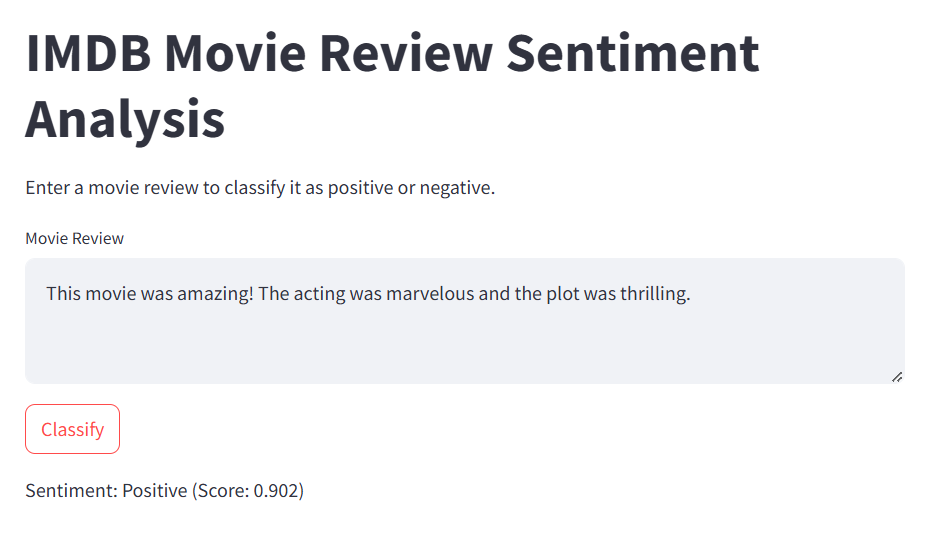 IMDB Movie Review Sentiment
Analysis
Enter a movie review to classify it as positive or negative.
Movie Review
This movie was amazing! The acting was marvelous and the plot was thrilling.
Classify
Sentiment: Positive (Score: 0.902)